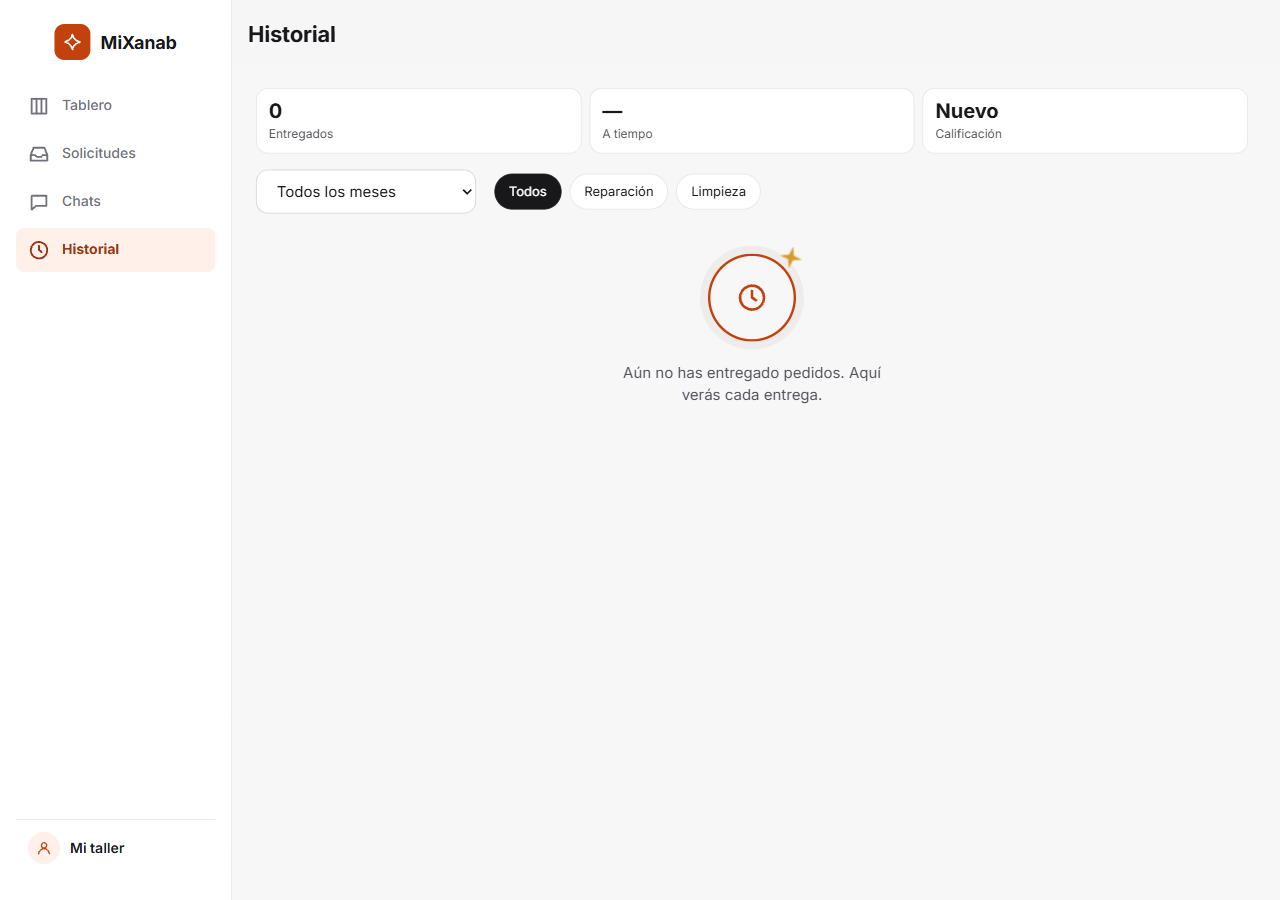 MiXanab
Tablero
Solicitudes
Chats
Historial
Mi taller
Historial
0
Entregados
—
A tiempo
Nuevo
Calificación
Todos los meses
Todos
Reparación
Limpieza
Aún no has entregado pedidos. Aquí
verás cada entrega.